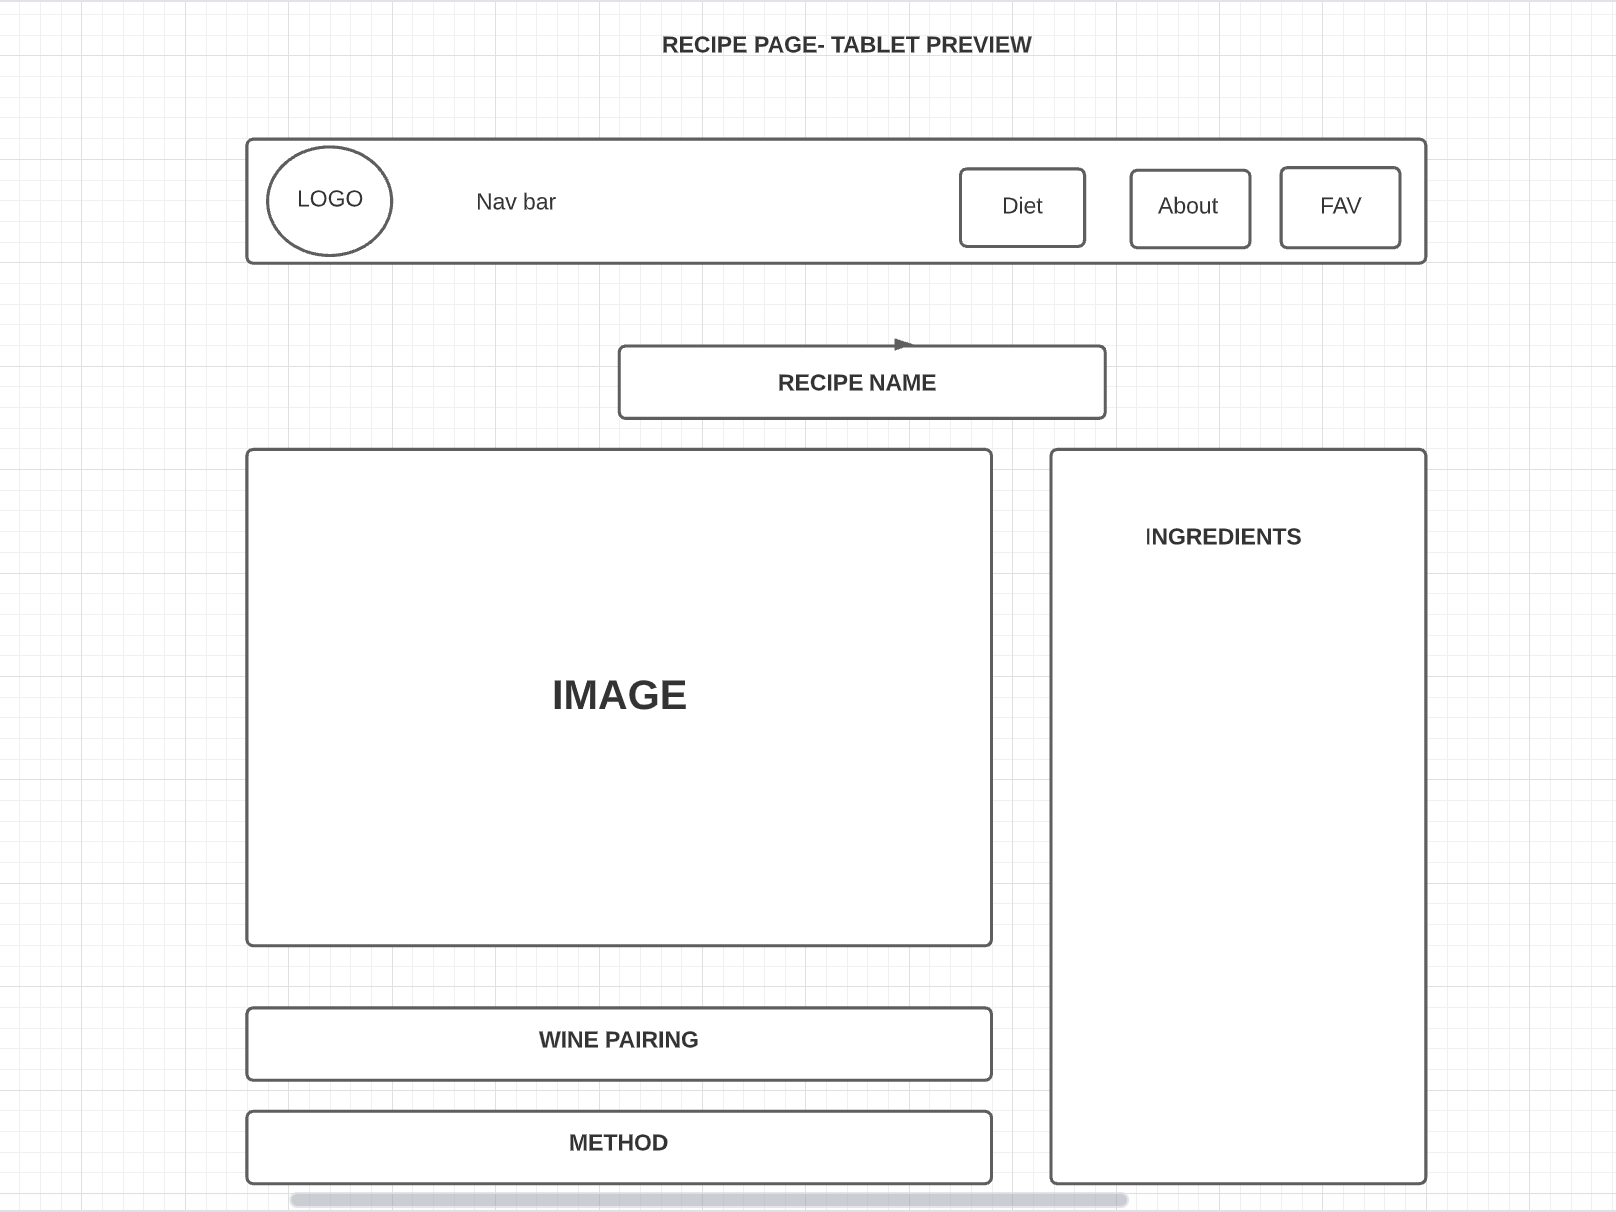 RECIPE PAGE- TABLET PREVIEW
LOGO
Nav bar
Diet
About
FAV
RECIPE NAME
IMAGE
INGREDIENTS
WINE PAIRING
METHOD